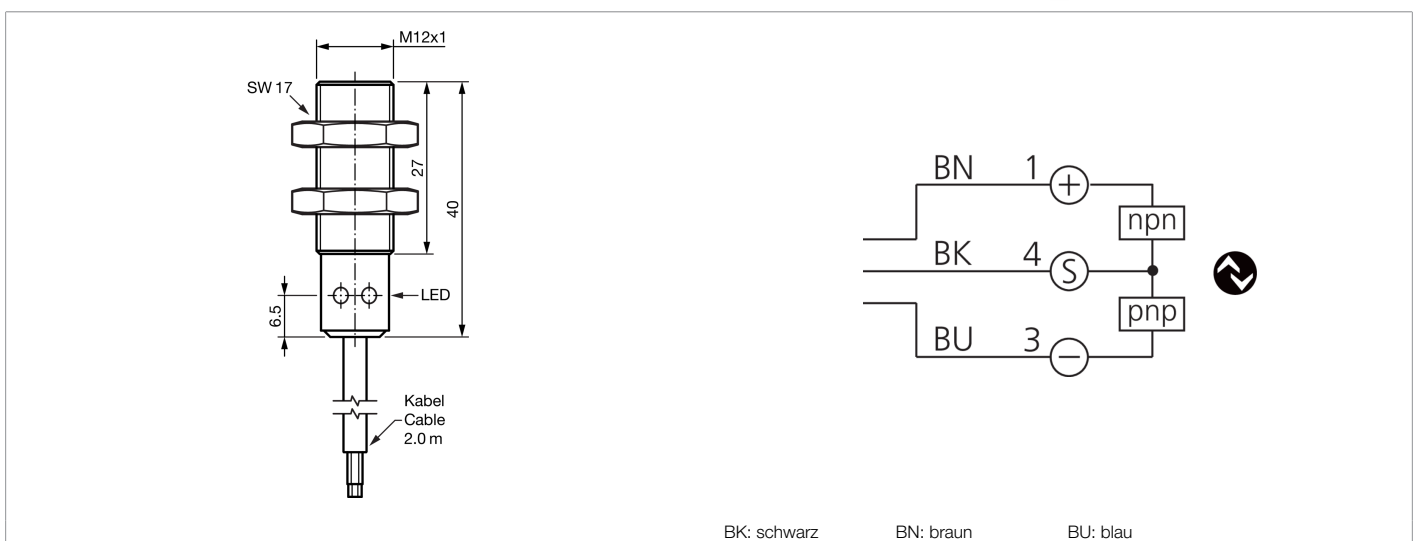 M12x1
SW 17
27
40
LED
6.5
Kabel
Cable
2.0 m
BN 1 +
npn
BK 4 S
pnp
BU 3 −
BK: schwarz BN: braun BU: blau